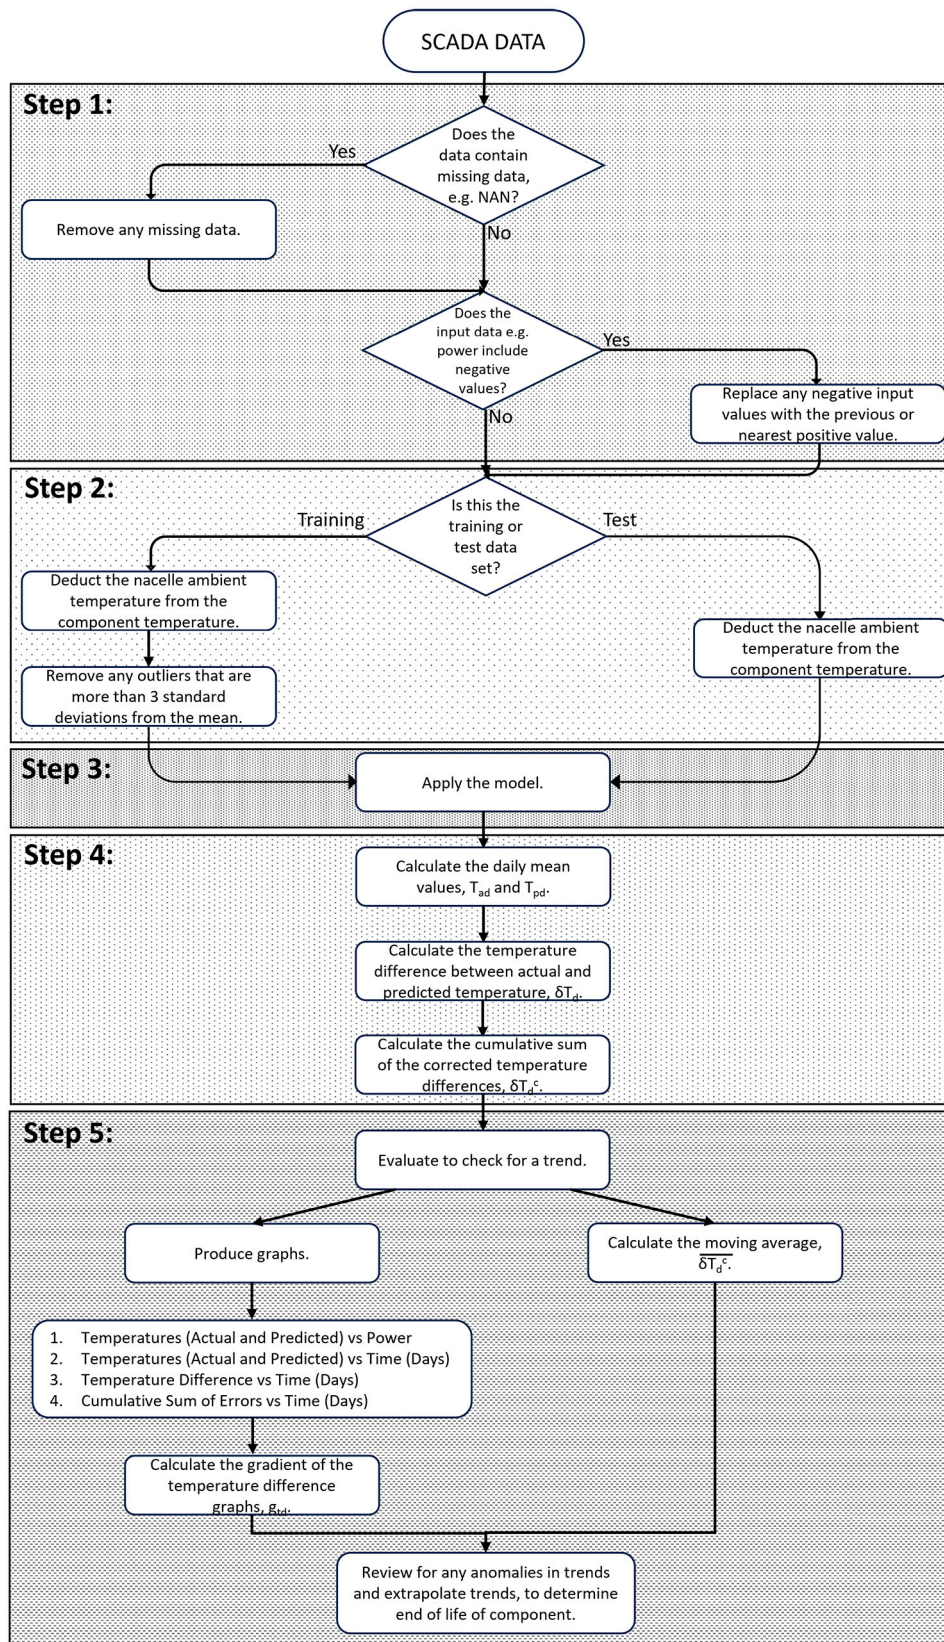 SCADA DATA
Step 1:
Does the
data contain
missing data,
e.g. NAN?
Yes
Remove any missing data.
No
Does the
input data e.g.
power include
negative
values?
Yes
Replace any negative input
values with the previous or
nearest positive value.
No
Step 2:
Is this the
training or
test data
set?
Training
Test
Deduct the nacelle ambient
temperature from the
component temperature.
Remove any outliers that are
more than 3 standard
deviations from the mean.
Deduct the nacelle ambient
temperature from the
component temperature.
Step 3:
Apply the model.
Step 4:
Calculate the daily mean
values, T_ad and T_pd.
Calculate the temperature
difference between actual and
predicted temperature, δT_d.
Calculate the cumulative sum
of the corrected temperature
differences, δT_d^c.
Step 5:
Evaluate to check for a trend.
Produce graphs.
Calculate the moving average,
δT_d^c.
1. Temperatures (Actual and Predicted) vs Power
2. Temperatures (Actual and Predicted) vs Time (Days)
3. Temperature Difference vs Time (Days)
4. Cumulative Sum of Errors vs Time (Days)
Calculate the gradient of the
temperature difference
graphs, g_td.
Review for any anomalies in trends
and extrapolate trends, to determine
end of life of component.